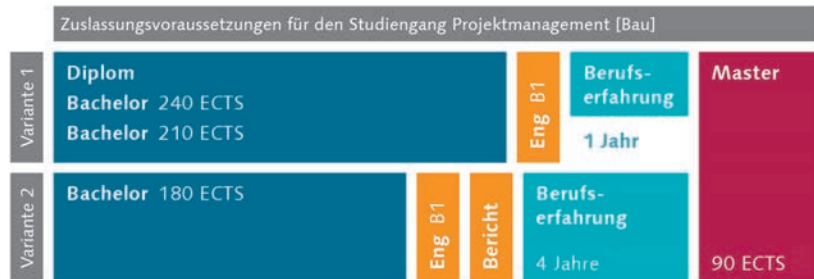 Zuslassungsvoraussetzungen für den Studiengang Projektmanagement [Bau]
Variante 1
Diplom
Bachelor 240 ECTS
Bachelor 210 ECTS
Eng B1
Berufs-
erfahrung
1 Jahr
Master
Variante 2
Bachelor 180 ECTS
Eng B1
Bericht
Berufs-
erfahrung
4 Jahre
90 ECTS